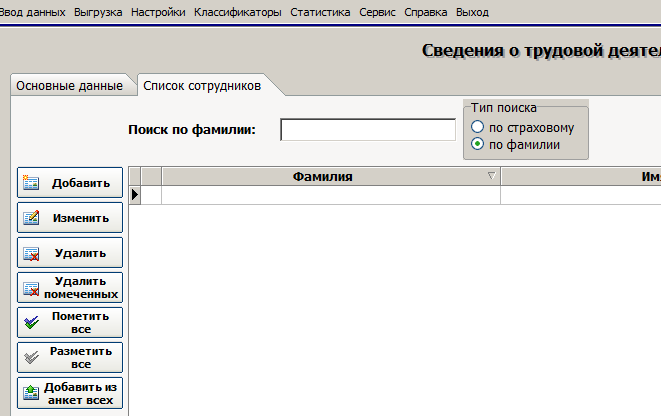 Ввод данных Выгрузка Настройки Классификаторы Статистика Сервис Справка Выход
Сведения о трудовой
Основные данные Список сотрудников
Тип поиска
Поиск по фамилии:
по страховому
по фамилии
Фамилия
Добавить
Изменить
Удалить
Удалить
помеченных
Пометить
все
Разметить
все
Добавить из
анкет всех